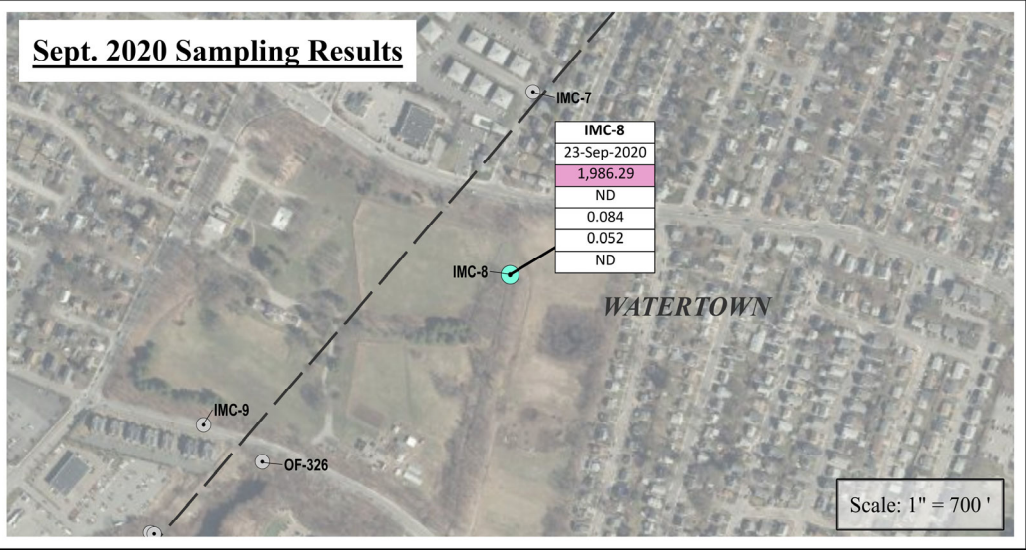 Sept. 2020 Sampling Results
IMC-7
IMC-8
23-Sep-2020
1,986.29
ND
0.084
0.052
ND
IMC-8
WATERTOWN
IMC-9
OF-326
Scale: 1" = 700 '